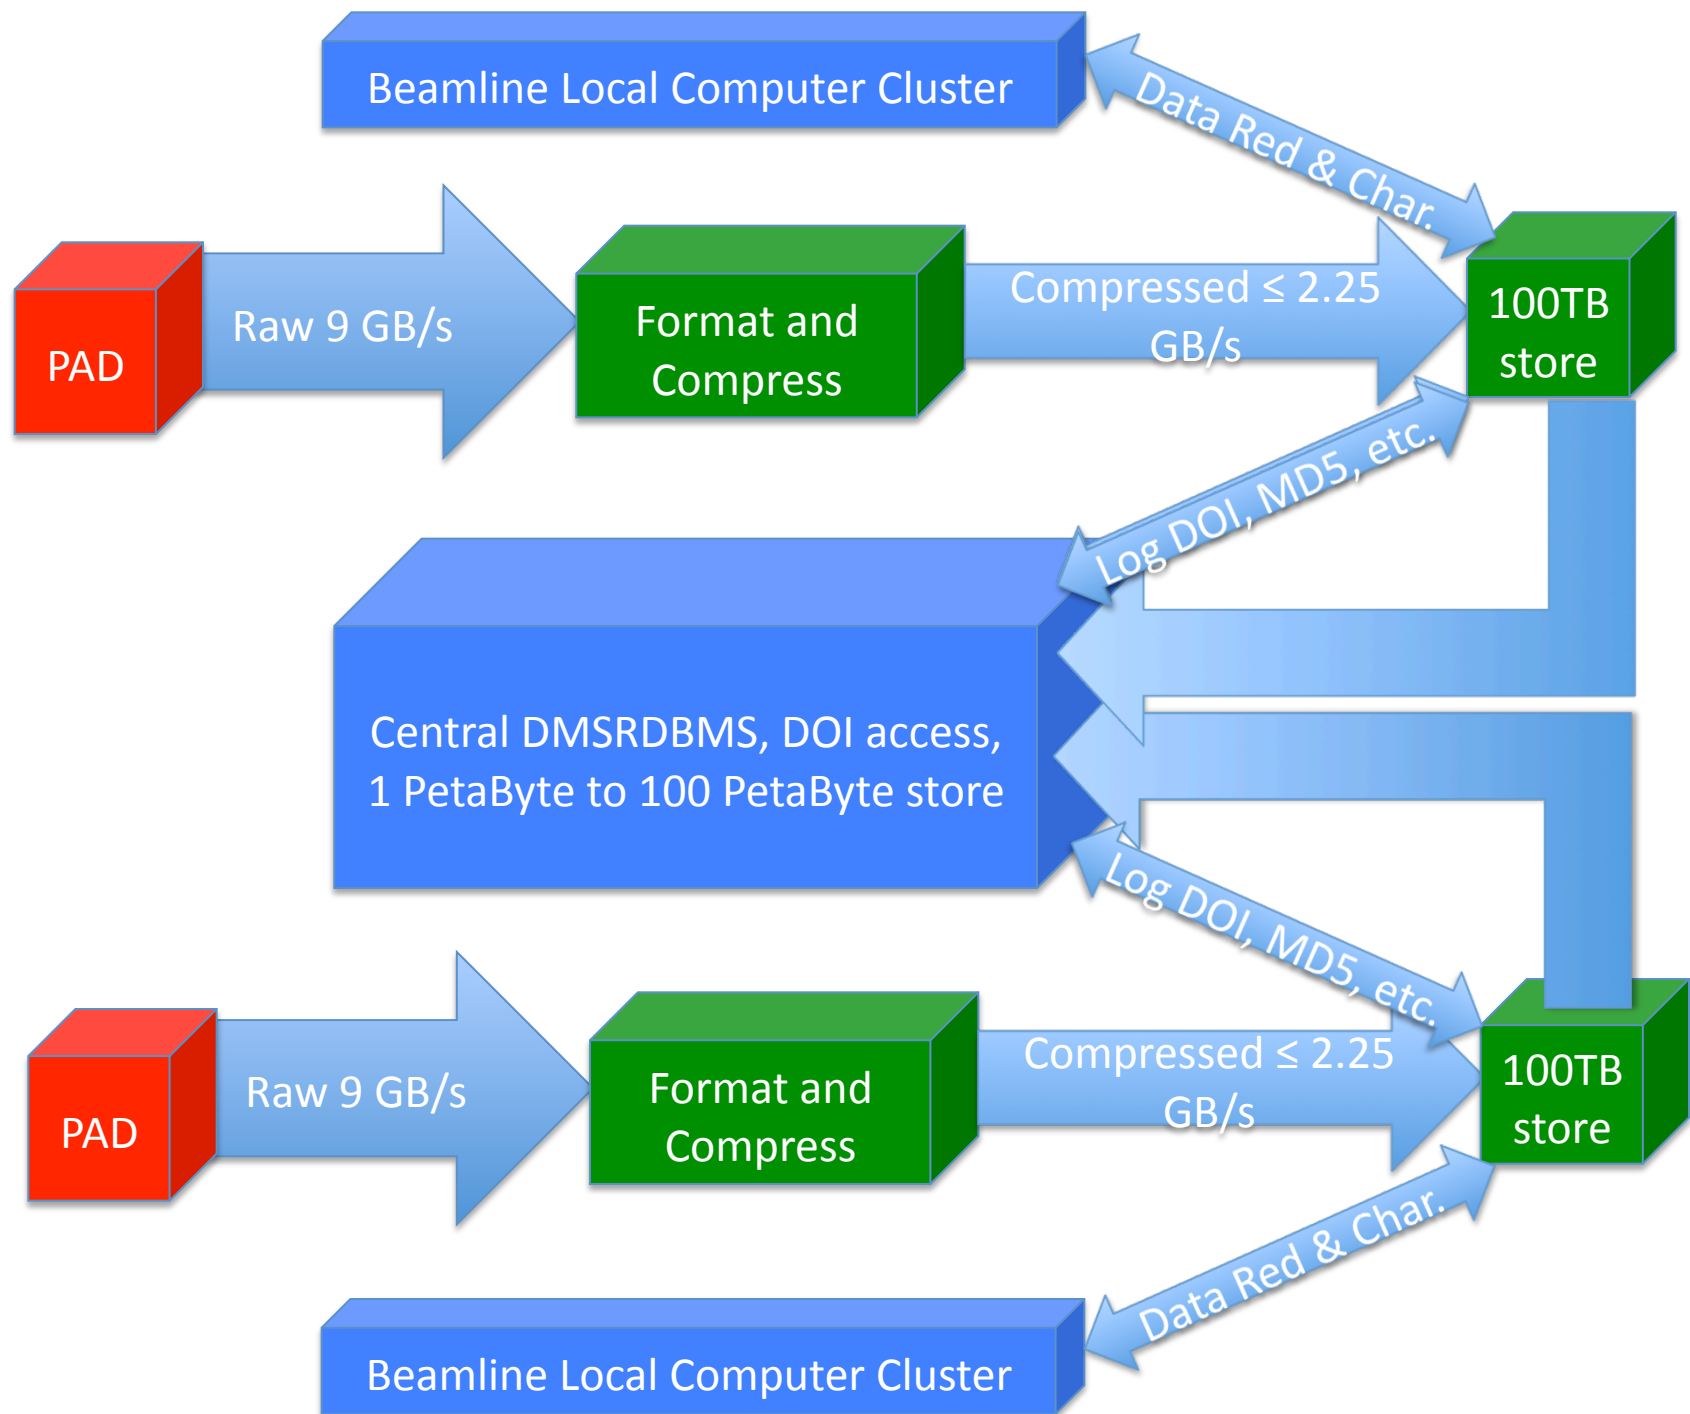 Beamline Local Computer Cluster
Data Red & Char.
PAD
Raw 9 GB/s
Format and
Compress
Compressed ≤ 2.25
GB/s
100TB
store
Log DOI, MD5, etc.
Central DMSRDBMS, DOI access,
1 PetaByte to 100 PetaByte store
Log DOI, MD5, etc.
PAD
Raw 9 GB/s
Format and
Compress
Compressed ≤ 2.25
GB/s
100TB
store
Data Red & Char.
Beamline Local Computer Cluster